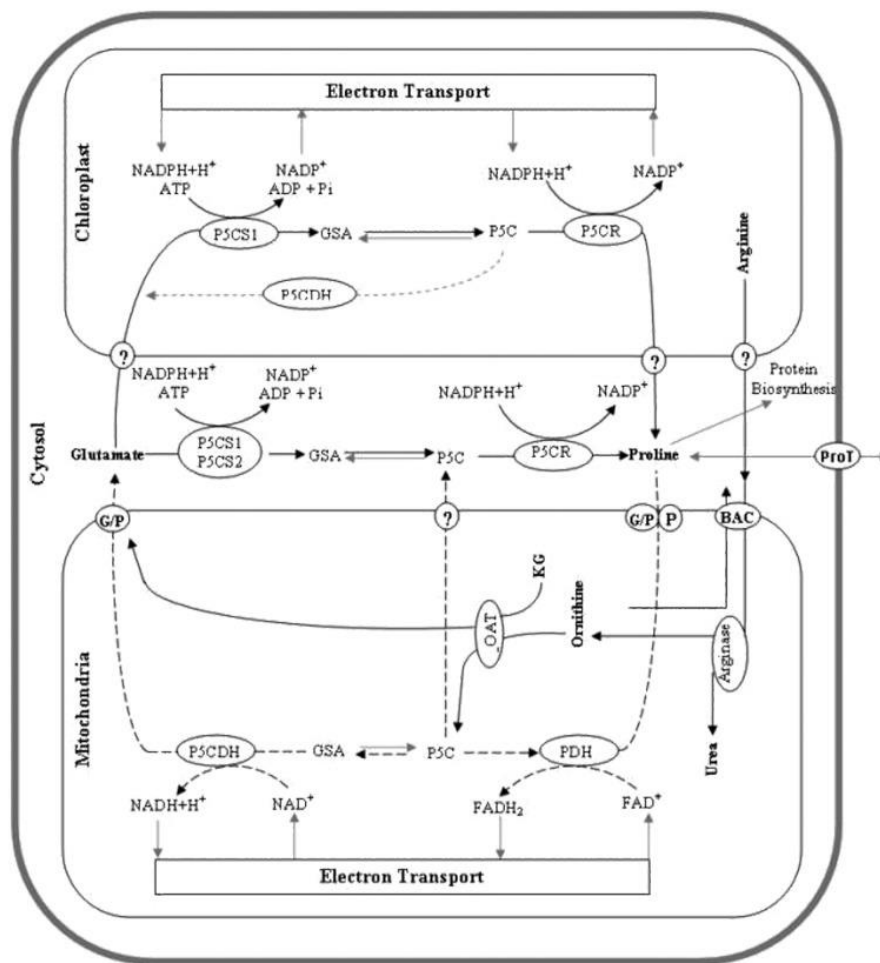 Electron Transport
Chloroplast
NADPH+H⁺
ATP
NADP⁺
ADP + Pi
NADPH+H⁺
NADP⁺
P5CS1
GSA
P5C
P5CR
P5CDH
Arginine
?
?
?
Cytosol
NADPH+H⁺
ATP
NADP⁺
ADP + Pi
NADPH+H⁺
NADP⁺
Protein
Biosynthesis
Glutamate
P5CS1
P5CS2
GSA
P5C
P5CR
Proline
ProT
G/P
?
G/P
P
BAC
Mitochondria
KG
OAT
Ornithine
Arginase
Urea
P5CDH
GSA
P5C
PDH
NADH+H⁺
NAD⁺
FADH₂
FAD⁺
Electron Transport